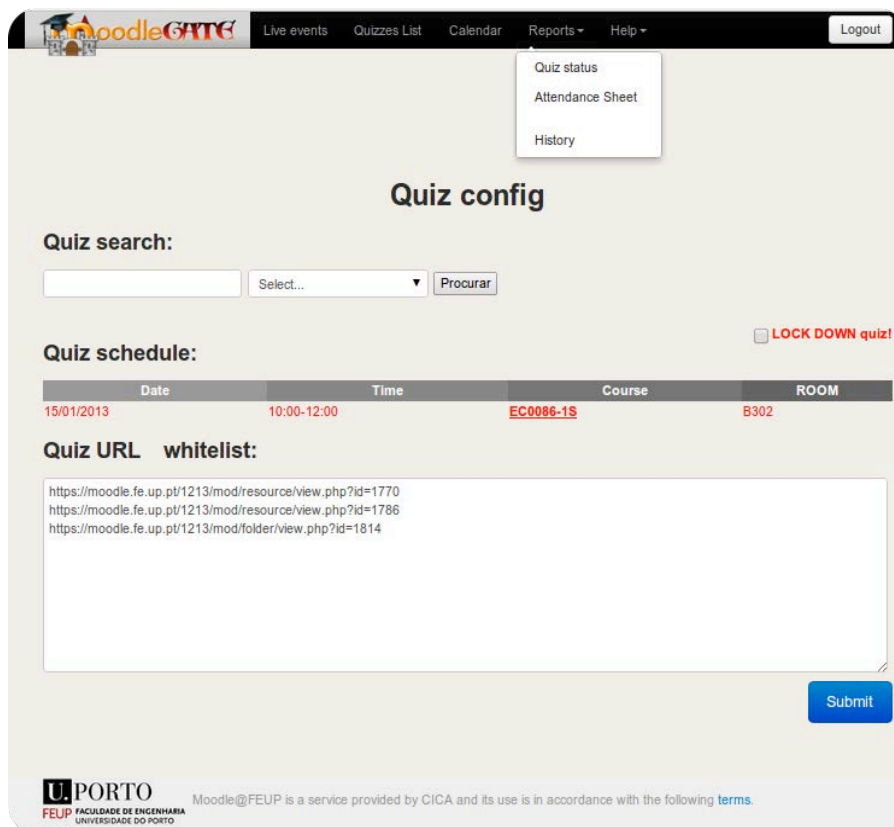 MoodleGATE Live events Quizzes List Calendar Reports Help Logout
Quiz status
Attendance Sheet
History
Quiz config
Quiz search:
Select... Procurar
LOCK DOWN quiz!
Quiz schedule:
Date Time Course ROOM
15/01/2013 10:00-12:00 EC0086-1S B302
Quiz URL whitelist:
https://moodle.fe.up.pt/1213/mod/resource/view.php?id=1770
https://moodle.fe.up.pt/1213/mod/resource/view.php?id=1786
https://moodle.fe.up.pt/1213/mod/folder/view.php?id=1814
Submit
U. PORTO
FEUP FACULDADE DE ENGENHARIA
UNIVERSIDADE DO PORTO
Moodle@FEUP is a service provided by CICA and its use is in accordance with the following terms.